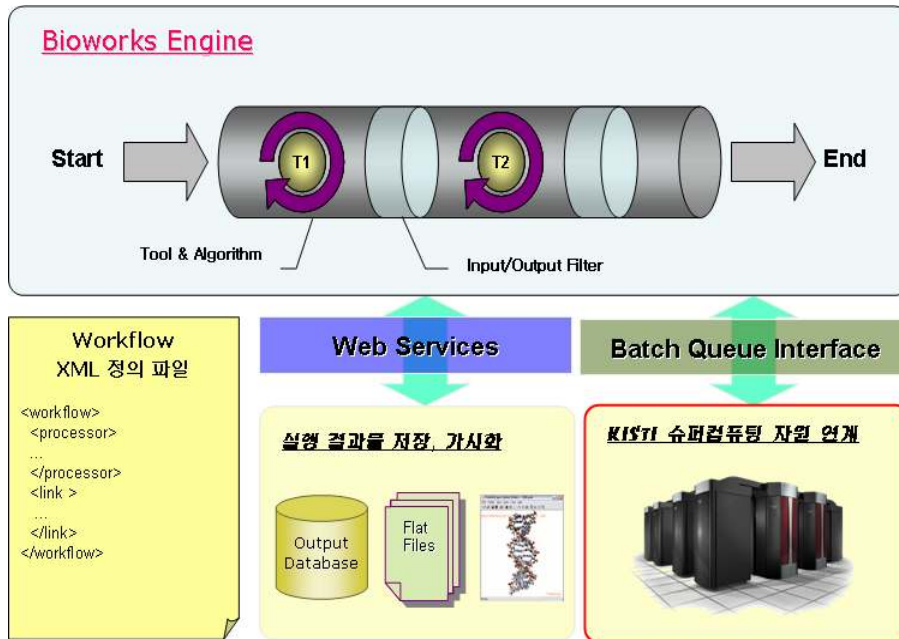 Bioworks Engine
Start
T1
T2
End
Tool & Algorithm
Input/Output Filter
Workflow
XML 정의 파일
<workflow>
<processor>
...
</processor>
<link >
...
</link>
</workflow>
Web Services
실행 결과물 저장, 가시화
Output
Database
Flat
Files
Batch Queue Interface
KISTI 슈퍼컴퓨팅 자원 연계